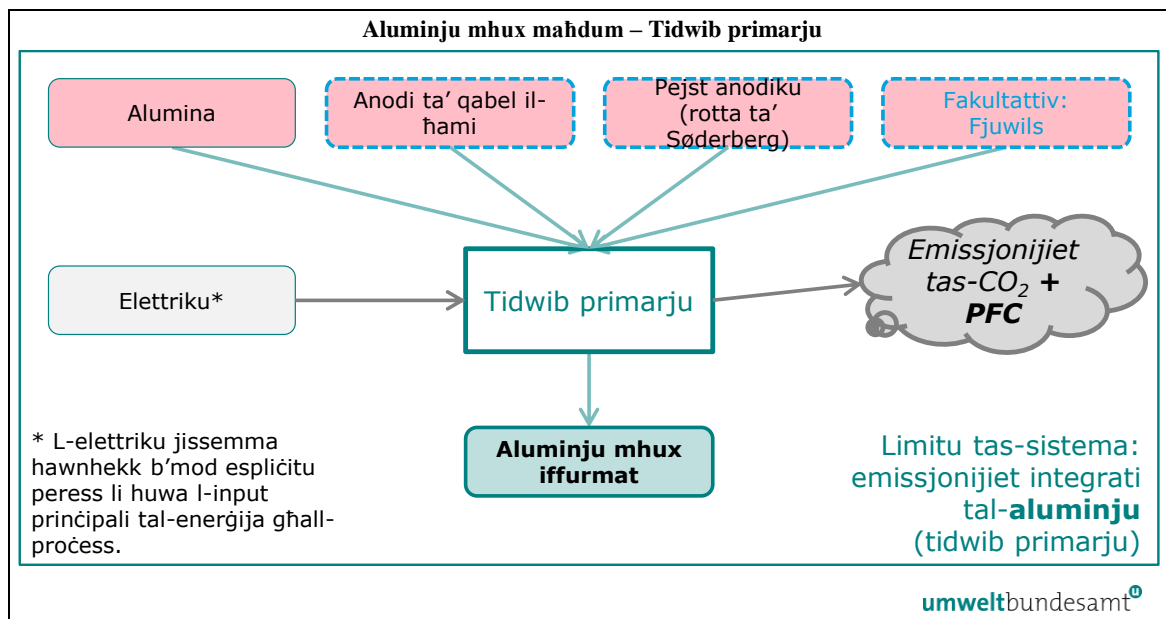 Aluminju mhux maħdum – Tidwib primarju
Alumina
Anodi ta’ qabel il-
ħami
Pejst anodiku
(rotta ta’
Søderberg)
Fakultattiv:
Fjuwils
Elettriku*
Tidwib primarju
Emissjonijiet
tas-CO₂ +
PFC
Aluminju mhux
iffurmat
* L-elettriku jissemma
hawnhekk b’mod espliċitu
peress li huwa l-input
prinċipali tal-enerġija għall-
proċess.
Limitu tas-sistema:
emissjonijiet integrati
tal-aluminju
(tidwib primarju)
umweltbundesamt u